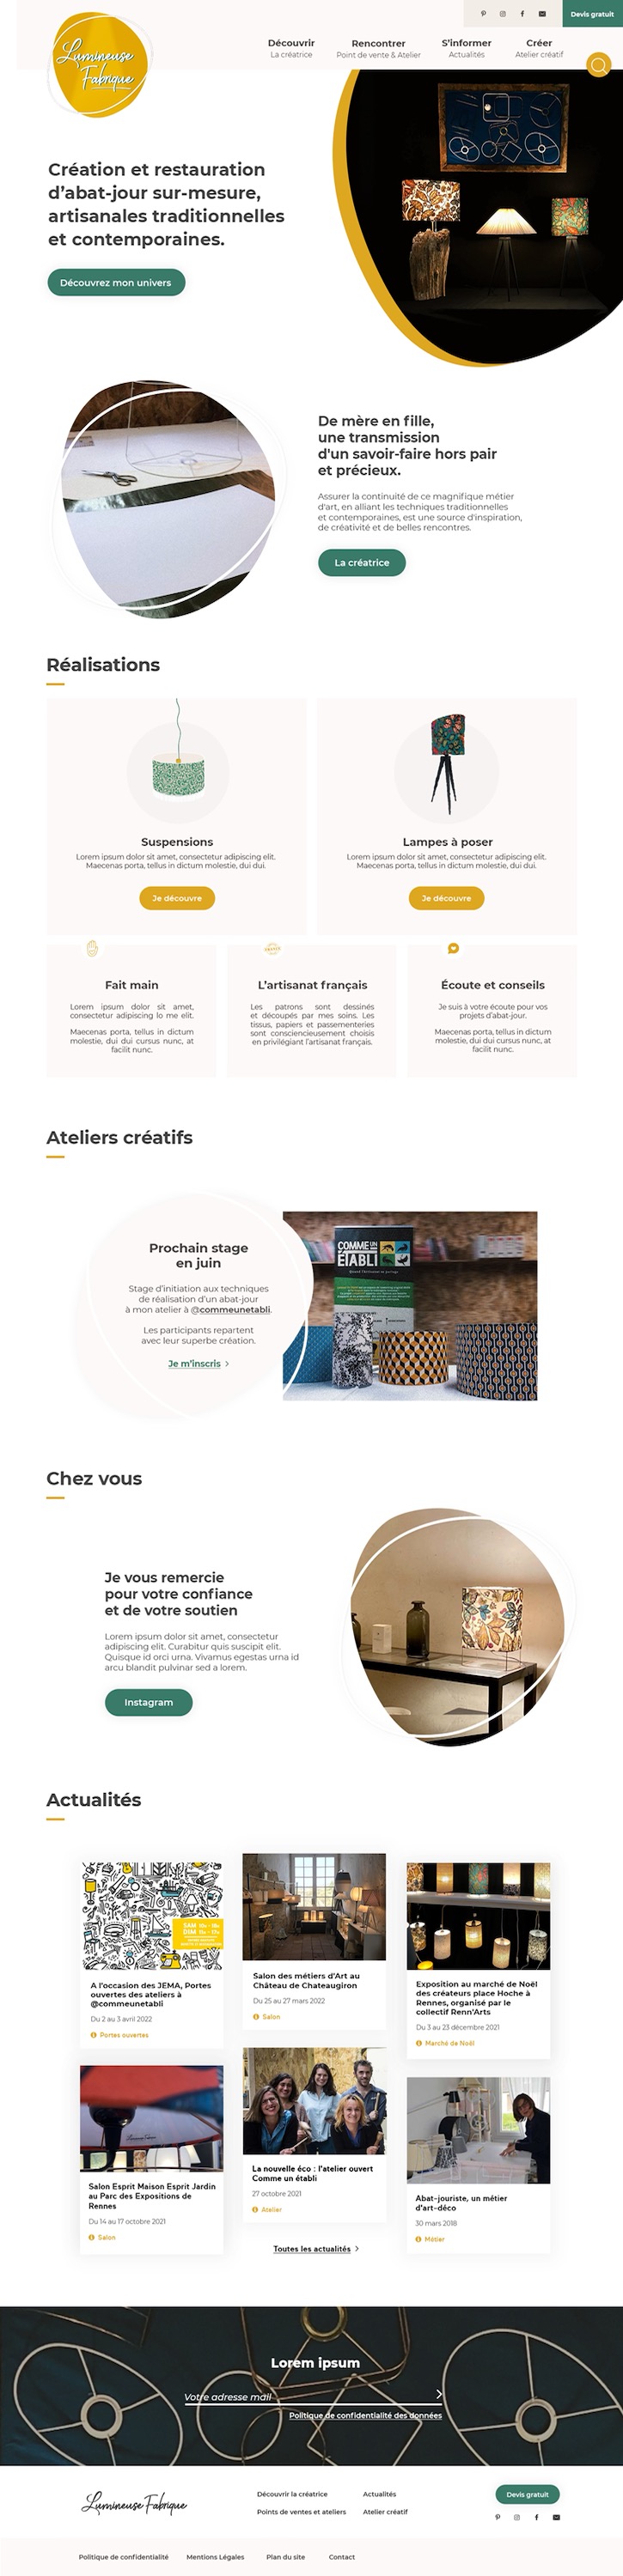 Devis gratuit
Lumineuse
Fabrique
Découvrir
La créatrice
Rencontrer
Point de vente & Atelier
S'informer
Actualités
Créer
Atelier créatif
Création et restauration
d'abat-jour sur-mesure,
artisanales traditionnelles
et contemporaines.
Découvrez mon univers
De mère en fille,
une transmission
d'un savoir-faire hors pair
et précieux.
Assurer la continuité de ce magnifique métier
d'art, en alliant les techniques traditionnelles
et contemporaines, est une source d'inspiration,
de créativité et de belles rencontres.
La créatrice
Réalisations
Suspensions
Lorem ipsum dolor sit amet, consectetur adipiscing elit.
Maecenas porta, tellus in dictum molestie, dui dui.
Je découvre
Lampes à poser
Lorem ipsum dolor sit amet, consectetur adipiscing elit.
Maecenas porta, tellus in dictum molestie, dui dui.
Je découvre
Fait main
Lorem ipsum dolor sit amet,
consectetur adipiscing lo me elit.
Maecenas porta, tellus in dictum
molestie, dui dui cursus nunc, at
facilit nunc.
L'artisanat français
Les patrons sont dessinés
et découpés par mes soins. Les
tissus, papiers et passementeries
sont consciencieusement choisis
en privilégiant l'artisanat français.
Écoute et conseils
Je suis à votre écoute pour vos
projets d'abat-jour.
Maecenas porta, tellus in dictum
molestie, dui dui cursus nunc, at
facilit nunc.
Ateliers créatifs
Prochain stage
en juin
Stage d'initiation aux techniques
de réalisation d'un abat-jour
à mon atelier à @commeunetabli.
Les participants repartent
avec leur superbe création.
Je m'inscris
COMME UN
ÉTABLI
Chez vous
Je vous remercie
pour votre confiance
et de votre soutien
Lorem ipsum dolor sit amet, consectetur
adipiscing elit. Curabitur quis suscipit elit.
Quisque id orci urna. Vivamus egestas urna id
arcu blandit pulvinar sed a lorem.
Instagram
Actualités
SAM 10h - 18h
A l'occasion des JEMA, Portes
ouvertes des ateliers à
@commeunetabli
Du 2 au 3 avril 2022
Portes ouvertes
Salon des métiers d'Art au
Château de Chateaugiron
Du 25 au 27 mars 2022
Salon
Exposition au marché de Noël
des créateurs place Hoche à
Rennes, organisé par le
collectif Renn'Arts
Du 3 au 23 décembre 2021
Marché de Noël
Salon Esprit Maison Esprit Jardin
au Parc des Expositions de
Rennes
Du 14 au 17 octobre 2021
Salon
La nouvelle éco : l'atelier ouvert
Comme un établi
27 octobre 2021
Atelier
Abat-jouriste, un métier
d'art-déco
30 mars 2018
Métier
Toutes les actualités
Lorem ipsum
Votre adresse mail
Politique de confidentialité des données
Lumineuse Fabrique
Découvrir la créatrice
Actualités
Points de ventes et ateliers
Atelier créatif
Devis gratuit
Politique de confidentialité
Mentions Légales
Plan du site
Contact